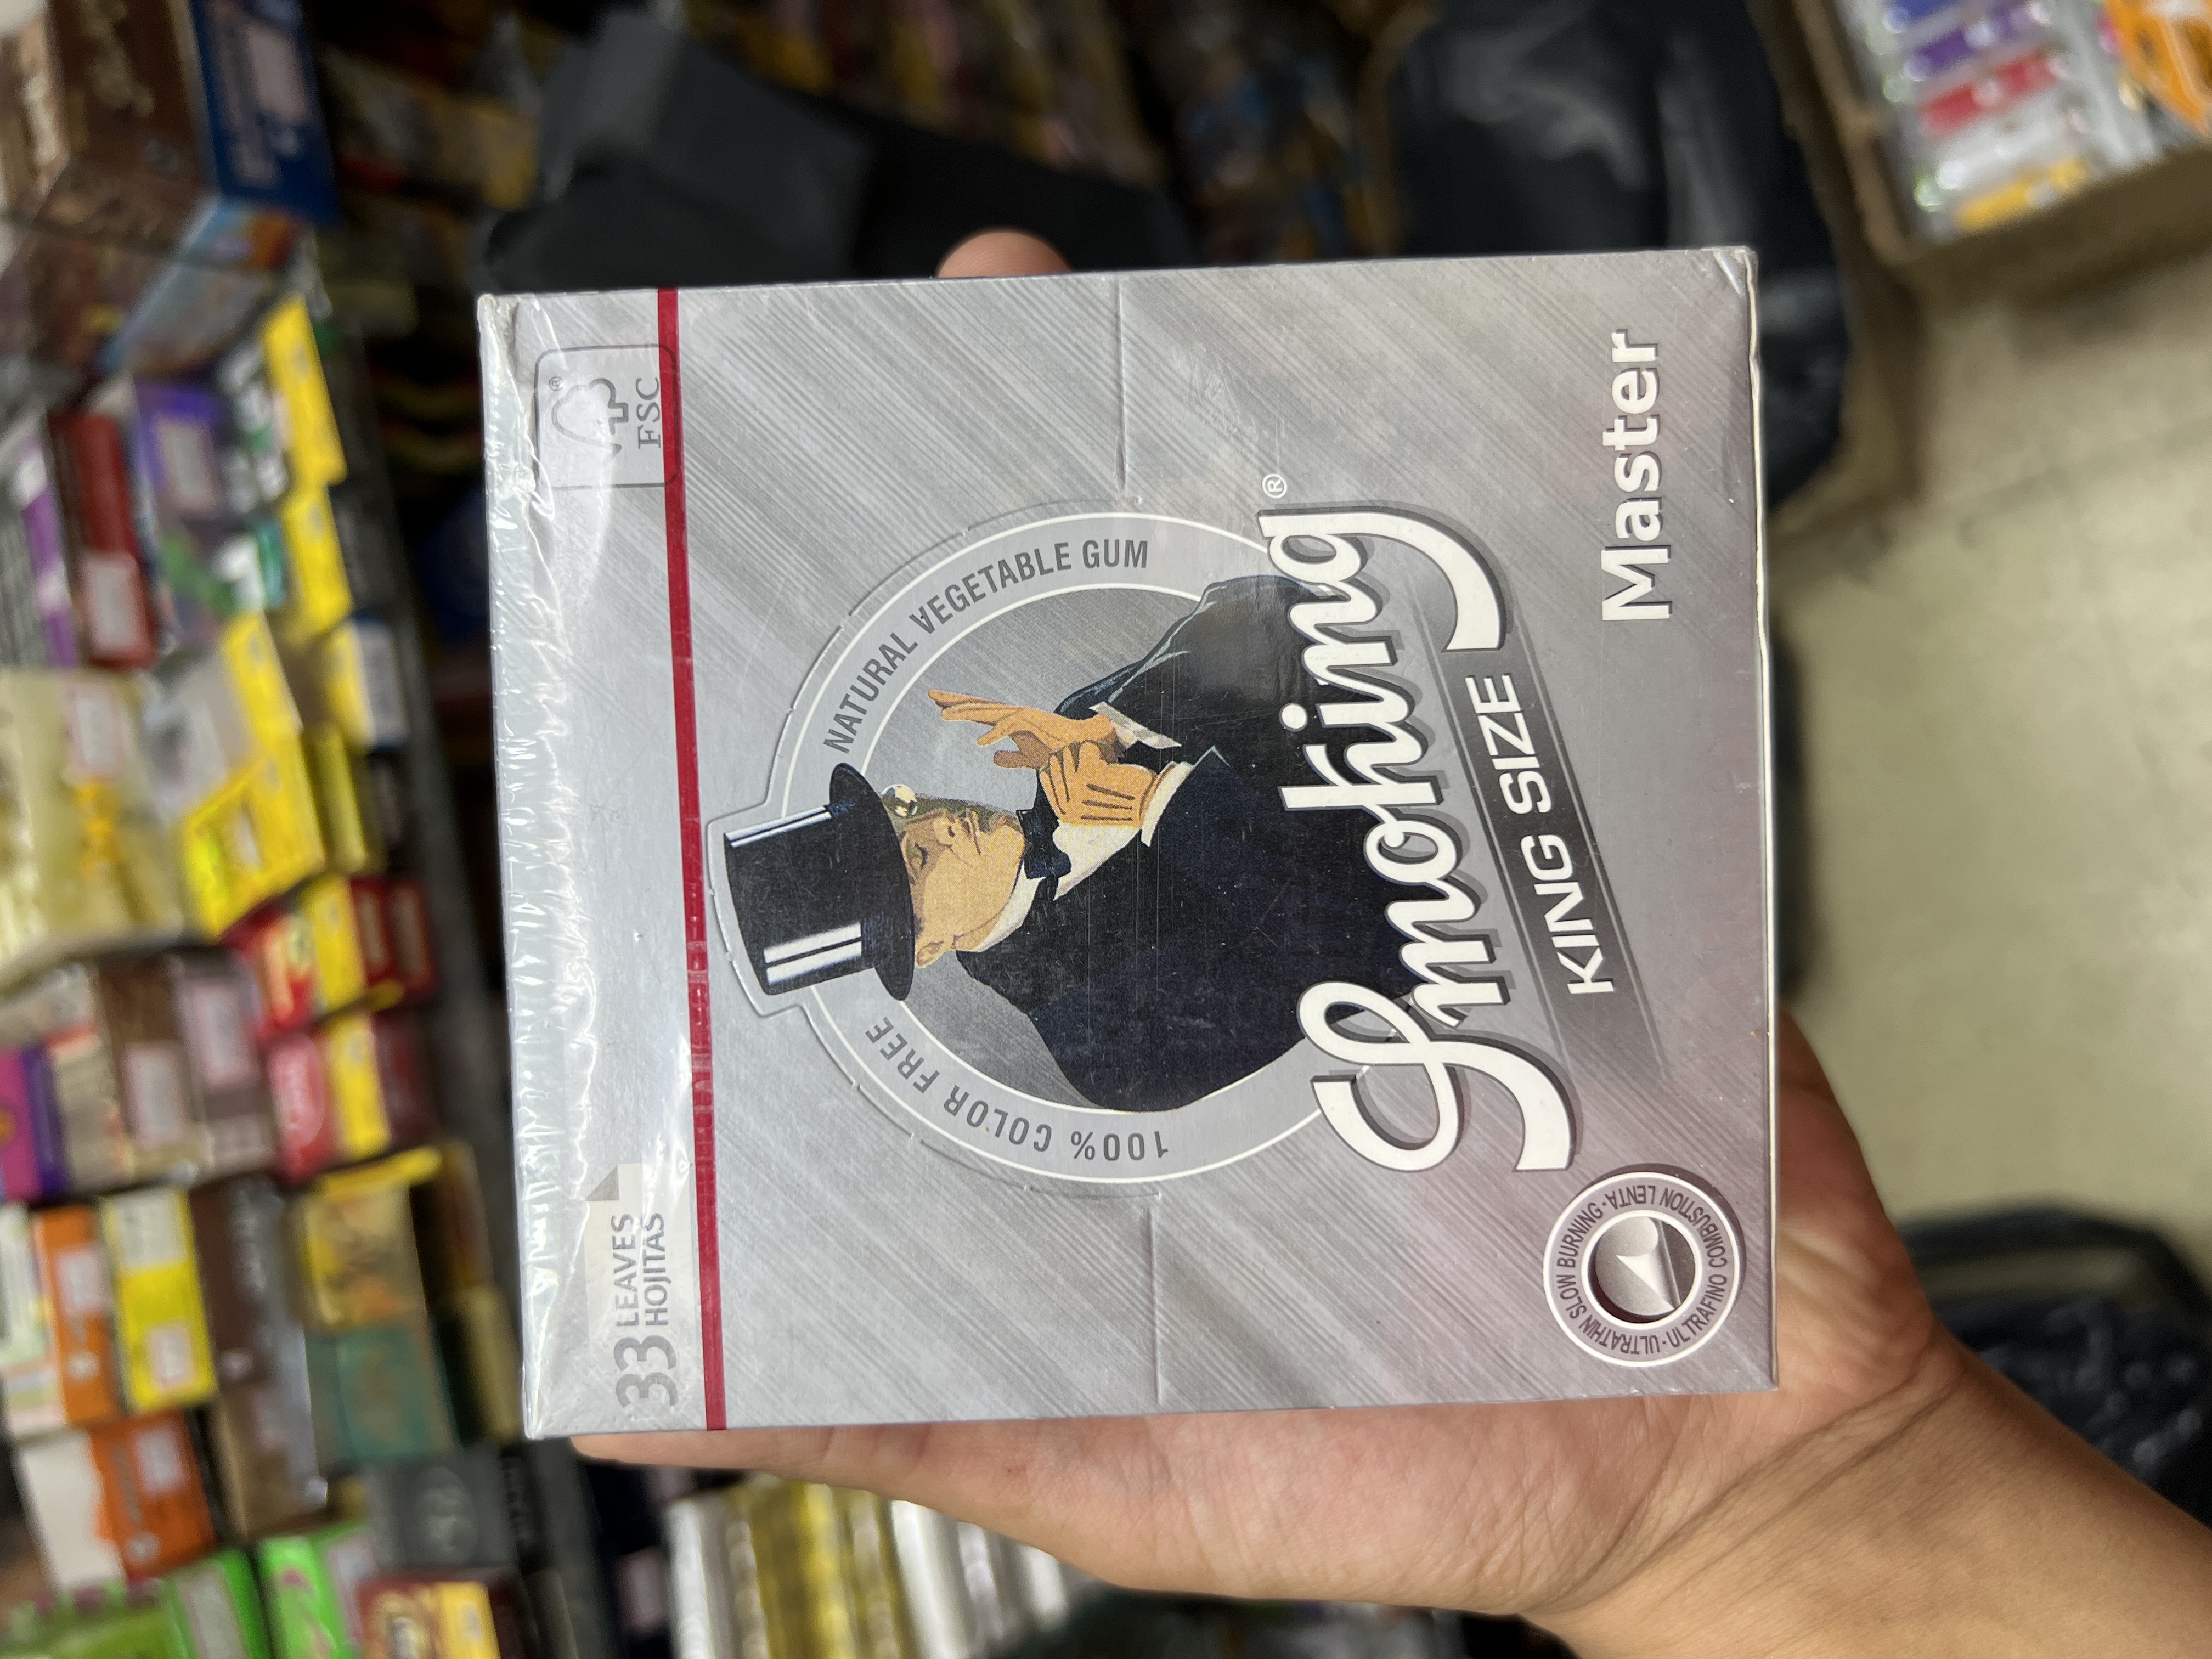 33 LEAVES
HOJITAS
FSC®
100% COLOR FREE
NATURAL VEGETABLE GUM
Smoking®
KING SIZE
Master
ULTRATHIN SLOW BURNING · ULTRAFINO COMBUSTION LENTA ·